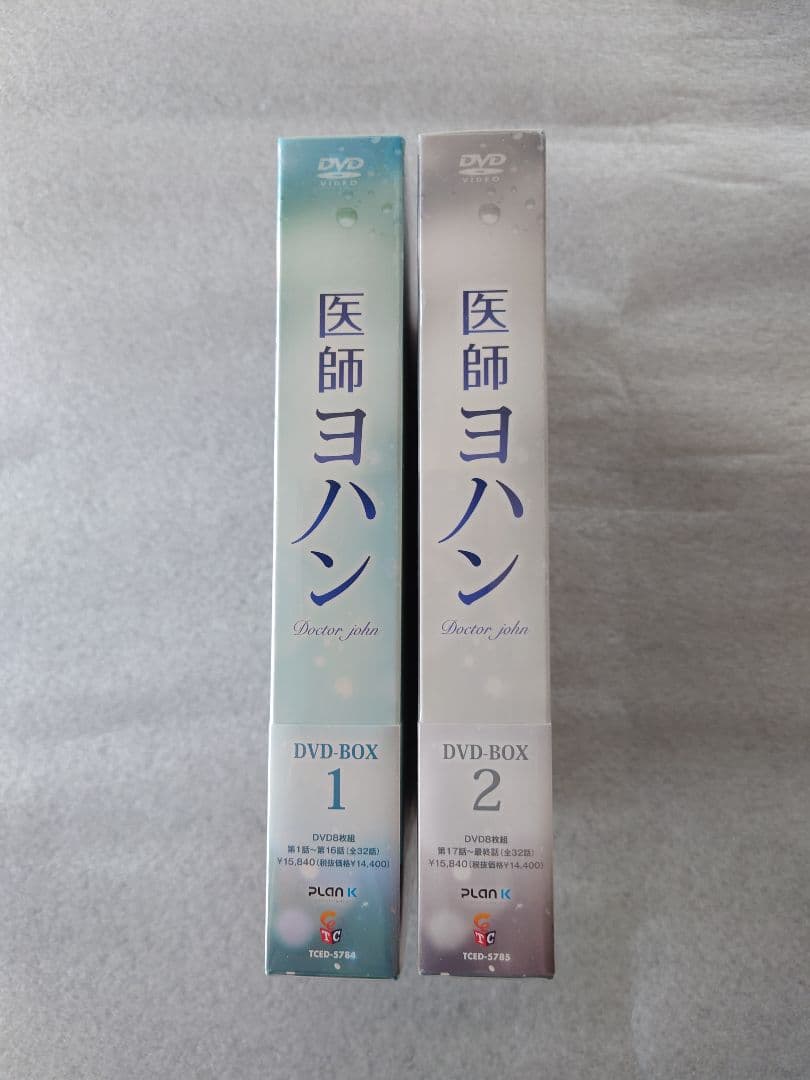 DVD
VIDEO
医師ヨハン
Doctor john
DVD-BOX
1
DVD8枚組
第1話～第16話(全32話)
¥15,840(税抜価格¥14,400)
PLAN K
TC
TCED-5784
DVD
VIDEO
医師ヨハン
Doctor john
DVD-BOX
2
DVD8枚組
第17話～最終話(全32話)
¥15,840(税抜価格¥14,400)
PLAN K
TC
TCED-5785